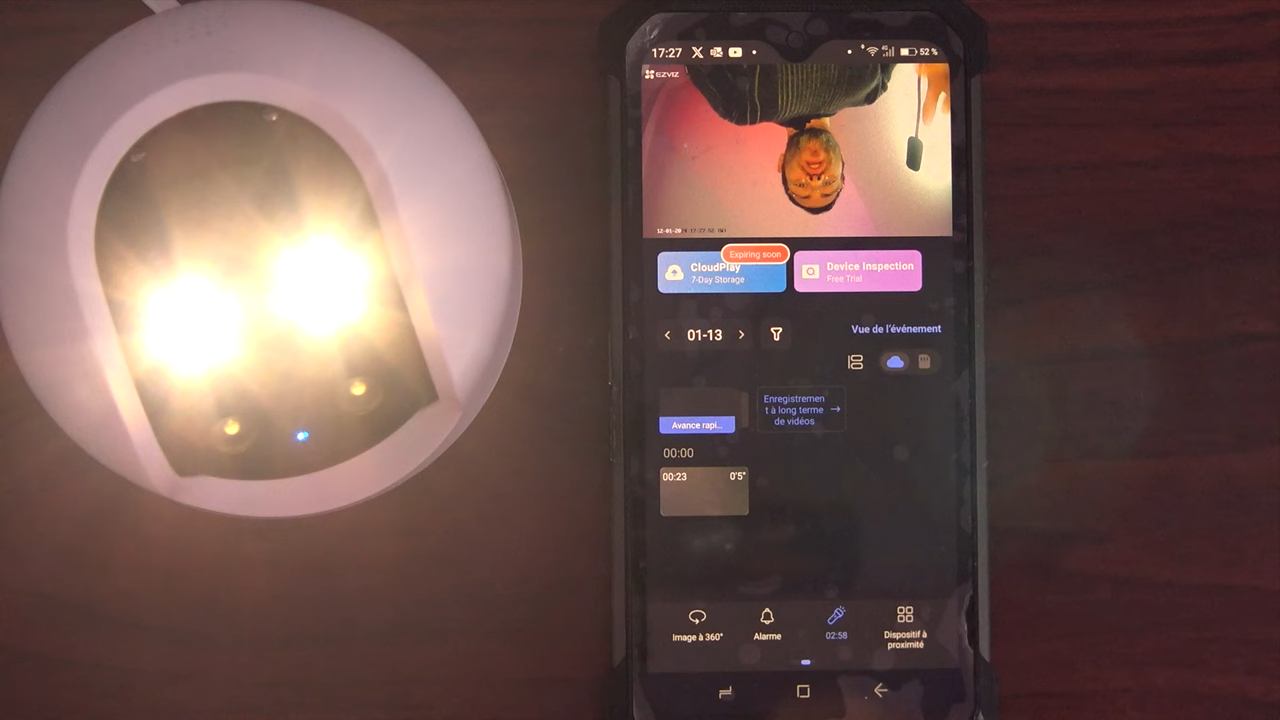 17:27
52 %
EZVIZ
Expiring soon
CloudPlay
7-Day Storage
Device Inspection
Free Trial
01-13
Vue de l'événement
Avance rapi...
Enregistremen
t à long terme
de vidéos
00:00
00:23 0'5"
Image à 360°
Alarme
02:58
Dispositif à
proximité